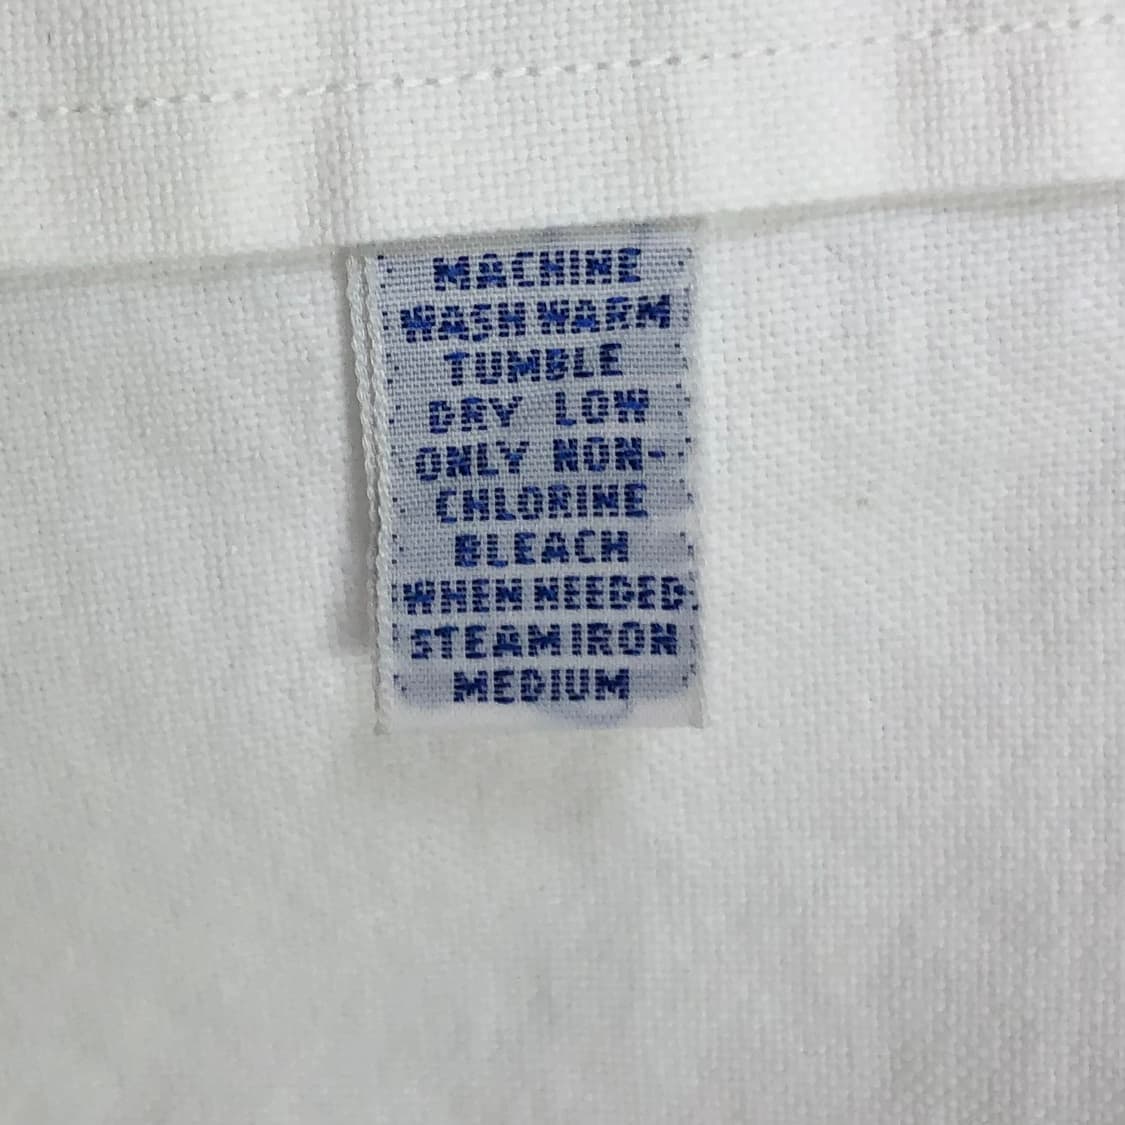 MACHINE
WASH WARM
TUMBLE
DRY LOW
ONLY NON-
CHLORINE
BLEACH
WHEN NEEDED
STEAM IRON
MEDIUM